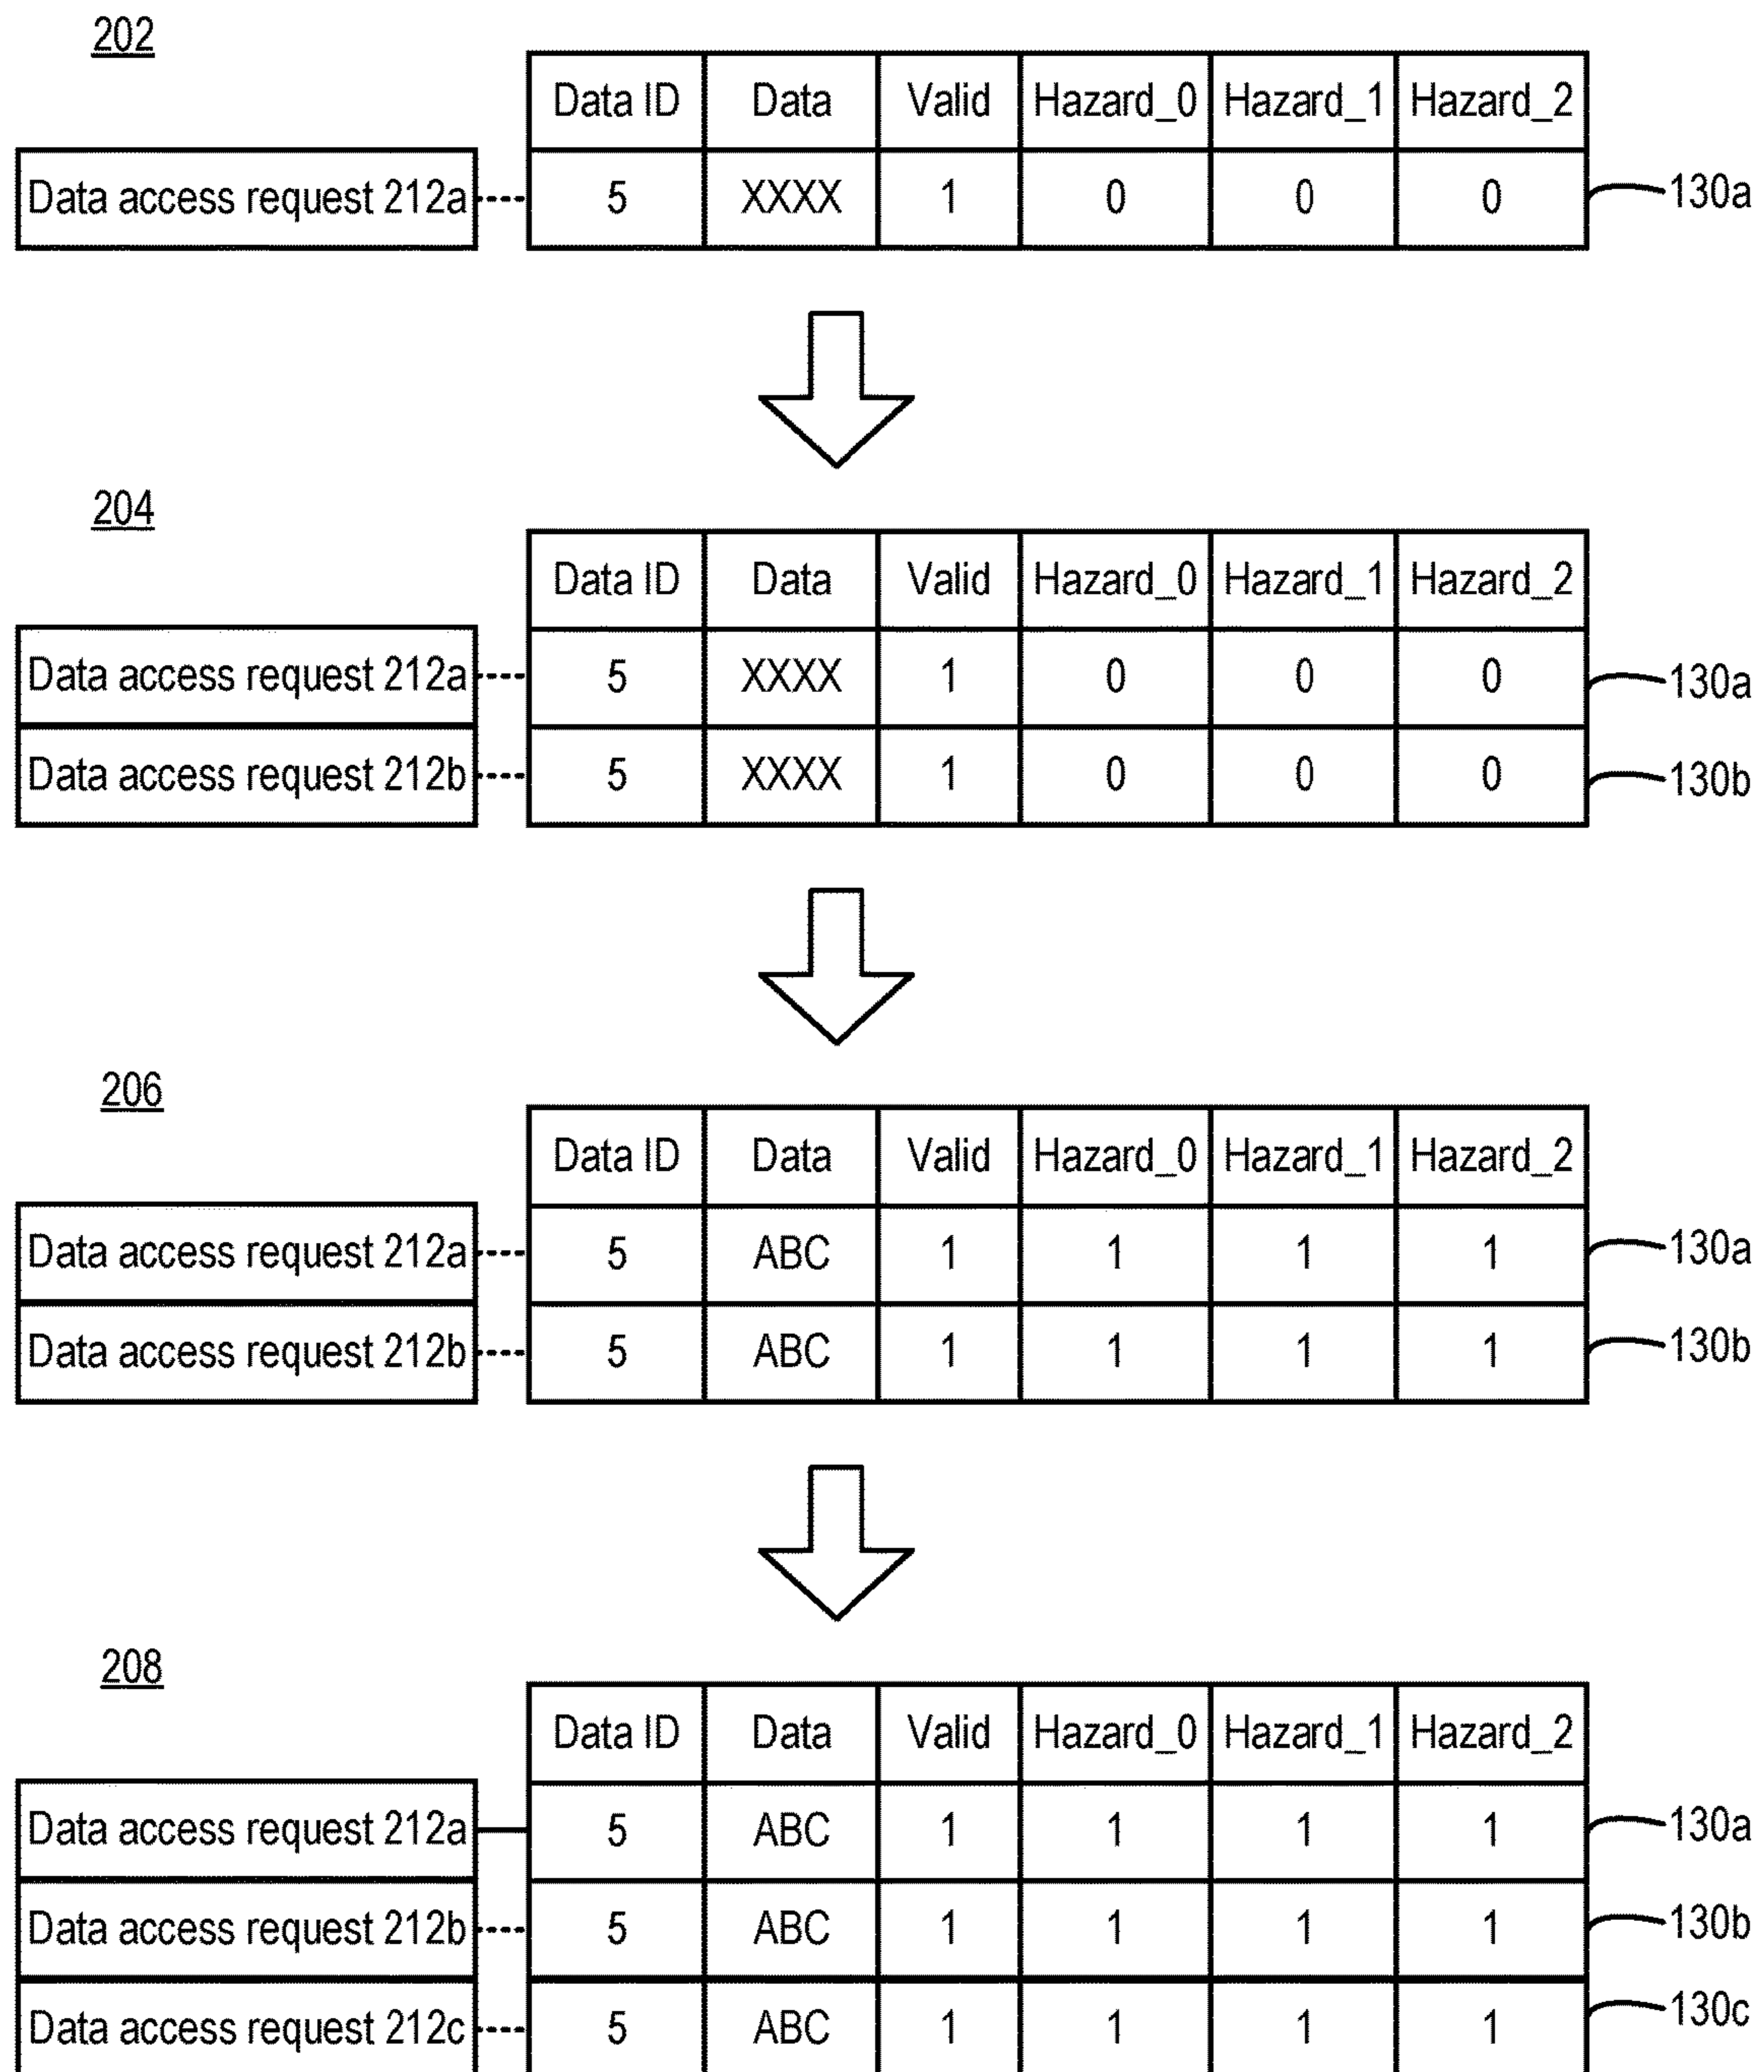 202
Data ID Data Valid Hazard_0 Hazard_1 Hazard_2
Data access request 212a 5 XXXX 1 0 0 0 130a
204
Data ID Data Valid Hazard_0 Hazard_1 Hazard_2
Data access request 212a 5 XXXX 1 0 0 0 130a
Data access request 212b 5 XXXX 1 0 0 0 130b
206
Data ID Data Valid Hazard_0 Hazard_1 Hazard_2
Data access request 212a 5 ABC 1 1 1 1 130a
Data access request 212b 5 ABC 1 1 1 1 130b
208
Data ID Data Valid Hazard_0 Hazard_1 Hazard_2
Data access request 212a 5 ABC 1 1 1 1 130a
Data access request 212b 5 ABC 1 1 1 1 130b
Data access request 212c 5 ABC 1 1 1 1 130c